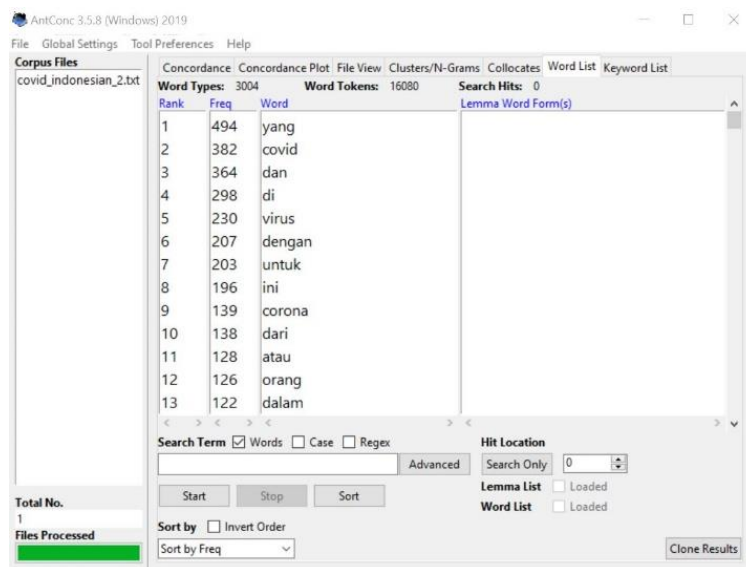 AntConc 3.5.8 (Windows) 2019
File Global Settings Tool Preferences Help
Corpus Files
covid_indonesian_2.txt
Concordance Concordance Plot File View Clusters/N-Grams Collocates Word List Keyword List
Word Types: 3004 Word Tokens: 16080 Search Hits: 0
Rank Freq Word Lemma Word Form(s)
1 494 yang
2 382 covid
3 364 dan
4 298 di
5 230 virus
6 207 dengan
7 203 untuk
8 196 ini
9 139 corona
10 138 dari
11 128 atau
12 126 orang
13 122 dalam
Search Term Words Case Regex Hit Location
Advanced Search Only 0
Start Stop Sort Lemma List Loaded
Word List Loaded
Total No.
1
Files Processed
Sort by Invert Order
Sort by Freq
Clone Results